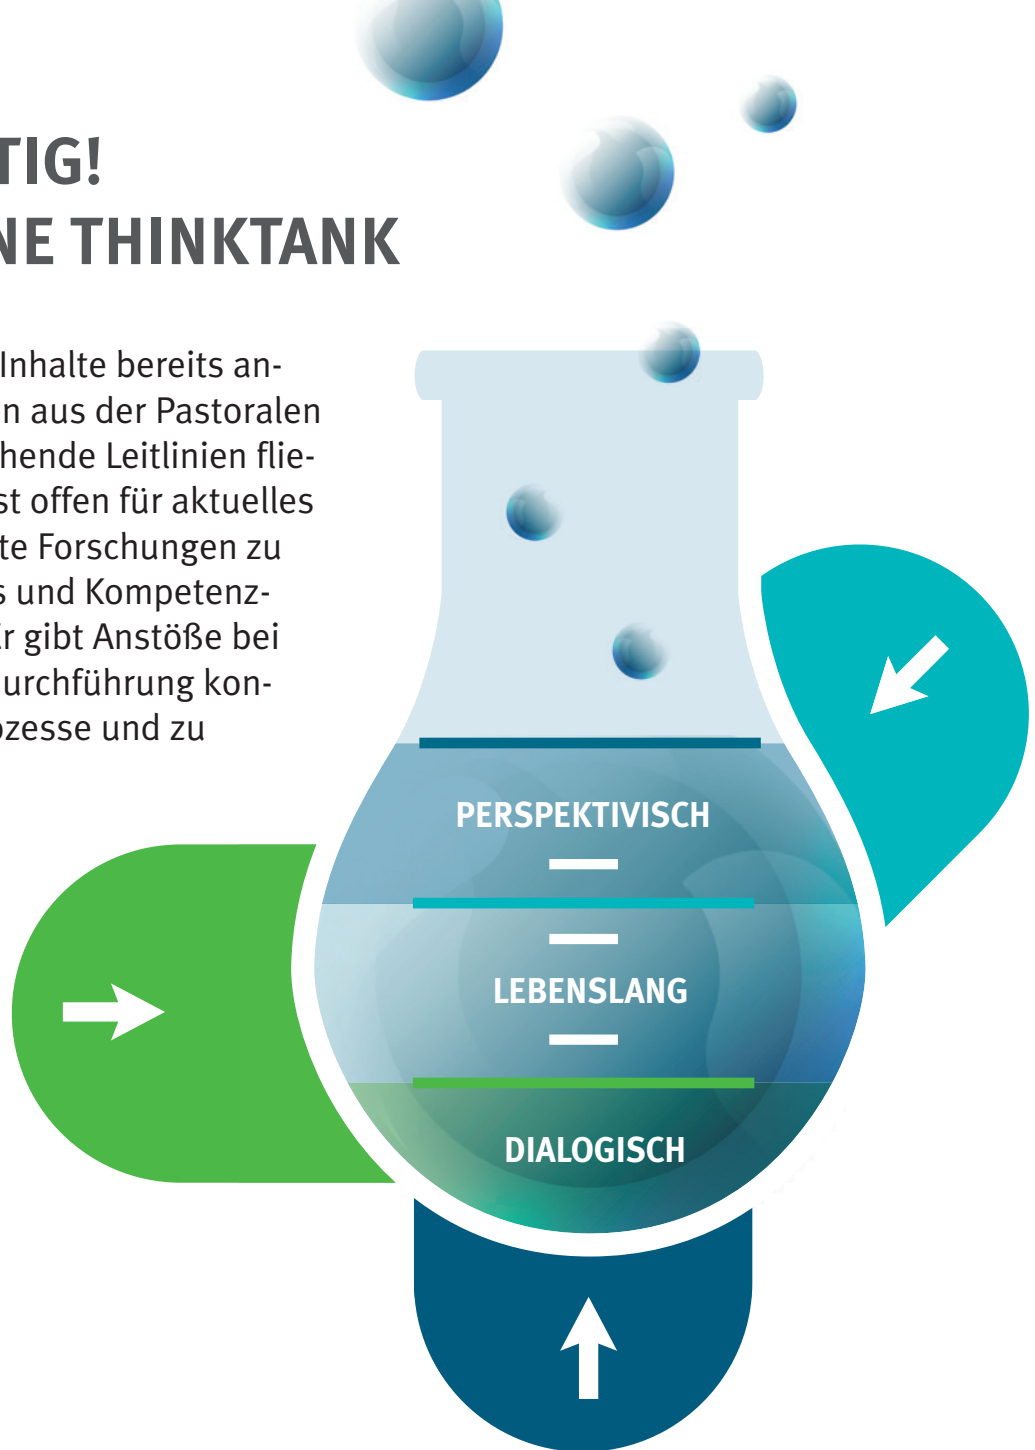 TIG!
NE THINKTANK
Inhalte bereits an-
n aus der Pastoralen
hende Leitlinien flie-
st offen für aktuelles
te Forschungen zu
s und Kompetenz-
r gibt Anstöße bei
urchführung kon-
ozesse und zu
PERSPEKTIVISCH
LEBENSLANG
DIALOGISCH